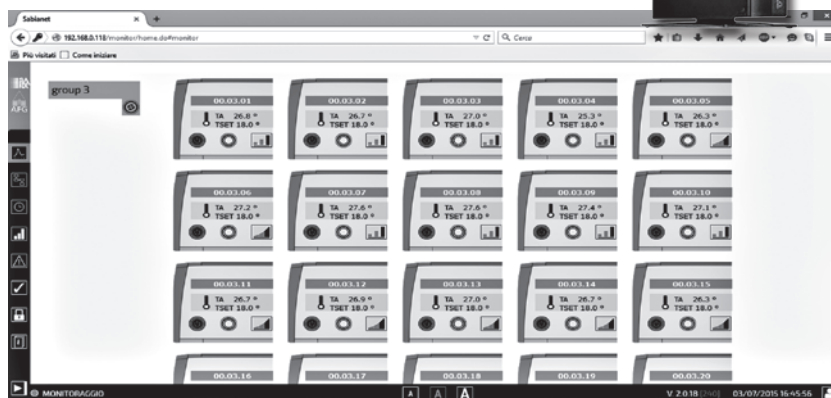 Sabianet
192.168.0.118/monitor/home.do#monitor
Cerca
Più visitati Come iniziare
group 3
00.03.01 00.03.02 00.03.03 00.03.04 00.03.05
TA 26.8 ° TA 26.7 ° TA 27.0 ° TA 25.3 ° TA 26.3 °
TSET 18.0 ° TSET 18.0 ° TSET 18.0 ° TSET 18.0 ° TSET 18.0 °
00.03.06 00.03.07 00.03.08 00.03.09 00.03.10
TA 27.2 ° TA 27.6 ° TA 27.6 ° TA 27.4 ° TA 27.1 °
TSET 18.0 ° TSET 18.0 ° TSET 18.0 ° TSET 18.0 ° TSET 18.0 °
00.03.11 00.03.12 00.03.13 00.03.14 00.03.15
TA 26.7 ° TA 26.9 ° TA 27.0 ° TA 26.7 ° TA 26.3 °
TSET 18.0 ° TSET 18.0 ° TSET 18.0 ° TSET 18.0 ° TSET 18.0 °
00.03.16 00.03.17 00.03.18 00.03.19 00.03.20
MONITORAGGIO A A A V 2.0.18 [240] 03/07/2015 16:45:56